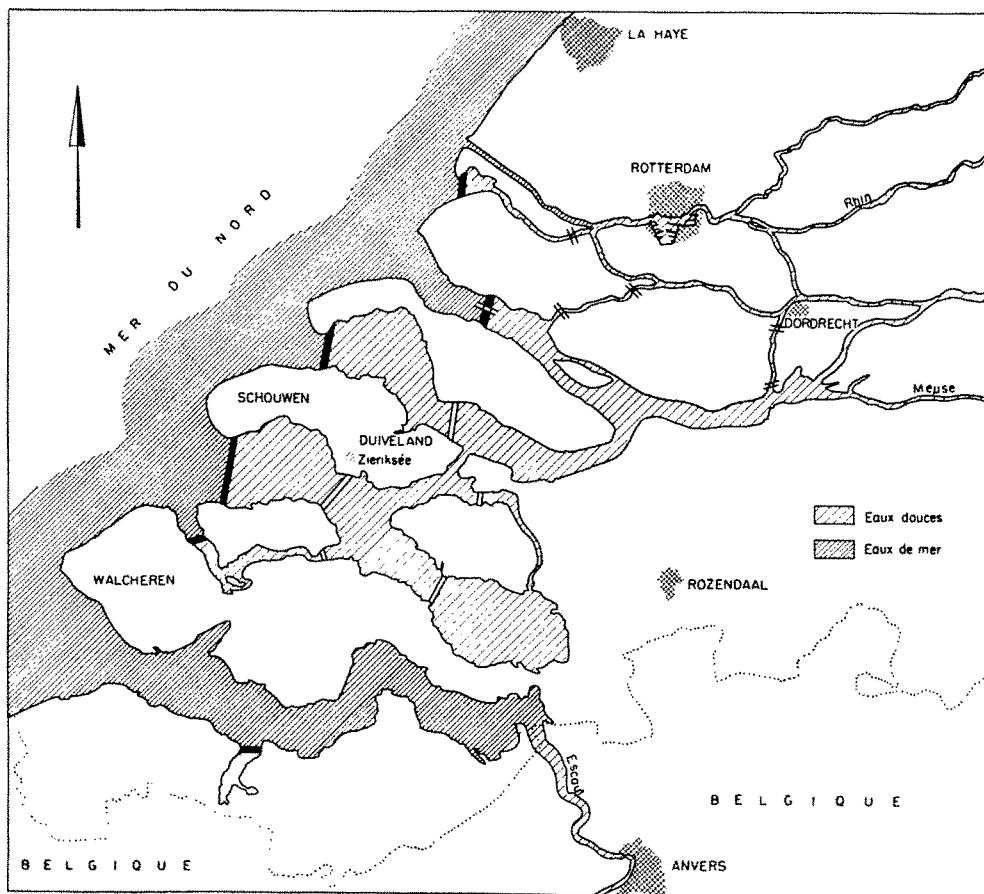 LA HAYE
MER DU NORD
ROTTERDAM
Rhin
DORDRECHT
Meuse
SCHOUWEN
DUIVELAND
Zieriksée
Eaux douces
Eaux de mer
WALCHEREN
ROZENDAAL
Escaut
BELGIQUE
BELGIQUE
ANVERS